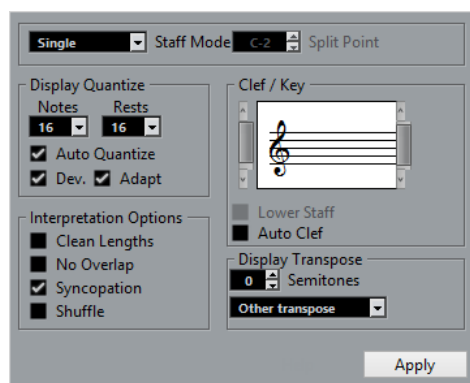 Single Staff Mode C-2 Split Point
Display Quantize
Notes Rests
16 16
Auto Quantize
Dev. Adapt
Interpretation Options
Clean Lengths
No Overlap
Syncopation
Shuffle
Clef / Key
Lower Staff
Auto Clef
Display Transpose
0 Semitones
Other transpose
Apply